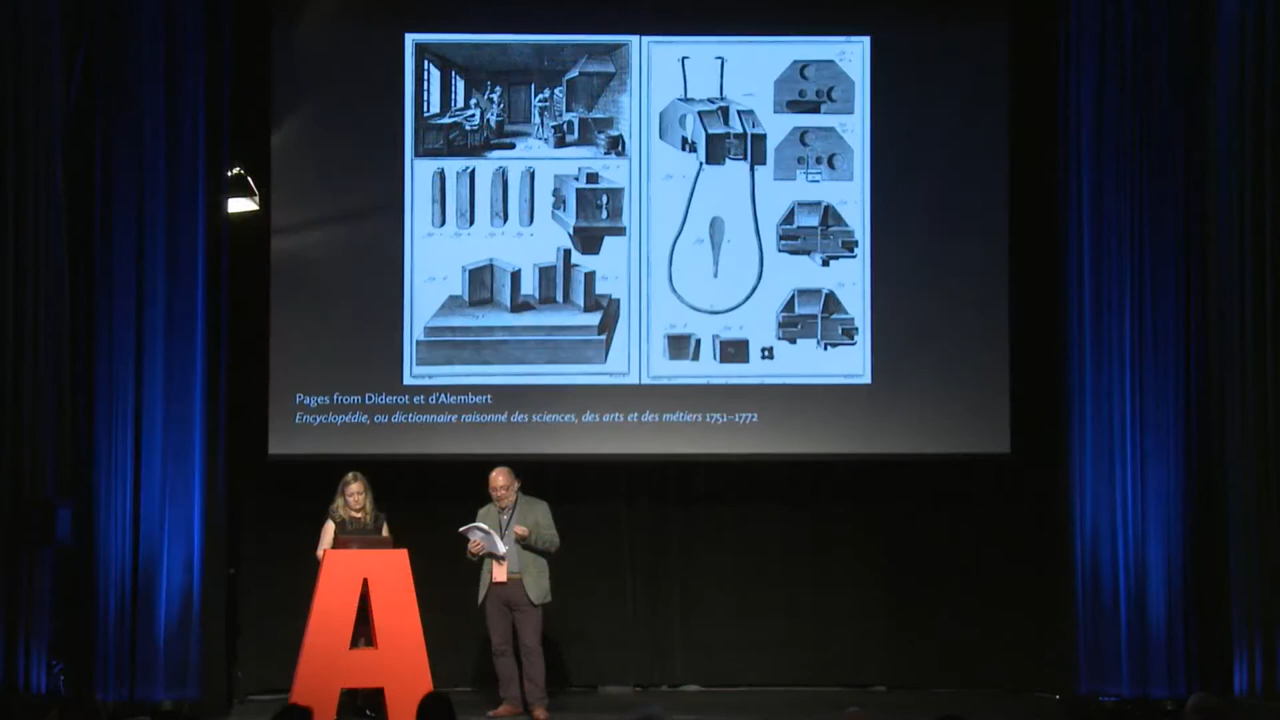 Pages from Diderot et d'Alembert
Encyclopédie, ou dictionnaire raisonné des sciences, des arts et des métiers 1751–1772
A